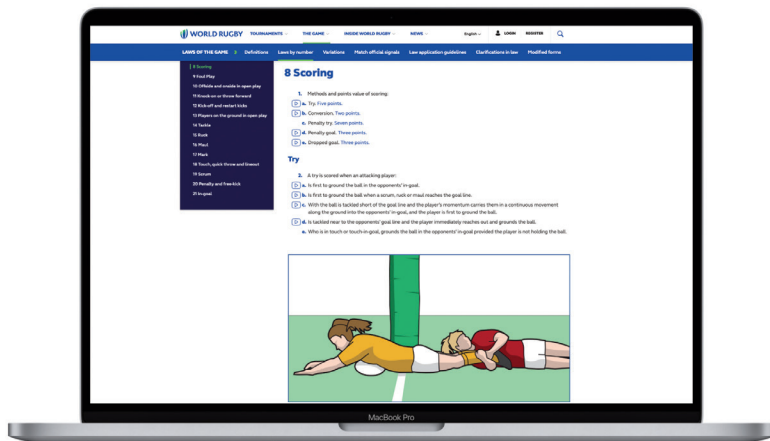 WORLD RUGBY TOURNAMENTS THE GAME INSIDE WORLD RUGBY NEWS English LOGIN REGISTER
LAWS OF THE GAME Definitions Laws by number Variations Match official signals Law application guidelines Clarifications in law Modified forms
8 Scoring
9 Foul Play
10 Offside and onside in open play
11 Knock-on or throw forward
12 Kick-off and restart kicks
13 Players on the ground in open play
14 Tackle
15 Ruck
16 Maul
17 Mark
18 Touch, quick throw and lineout
19 Scrum
20 Penalty and free-kick
21 In-goal
8 Scoring
1. Methods and points value of scoring:
a. Try. Five points.
b. Conversion. Two points.
c. Penalty try. Seven points.
d. Penalty goal. Three points.
e. Dropped goal. Three points.
Try
2. A try is scored when an attacking player:
a. Is first to ground the ball in the opponents' in-goal.
b. Is first to ground the ball when a scrum, ruck or maul reaches the goal line.
c. With the ball is tackled short of the goal line and the player's momentum carries them in a continuous movement
along the ground into the opponents' in-goal, and the player is first to ground the ball.
d. Is tackled near to the opponents' goal line and the player immediately reaches out and grounds the ball.
e. Who is in touch or touch-in-goal, grounds the ball in the opponents' in-goal provided the player is not holding the ball.
MacBook Pro